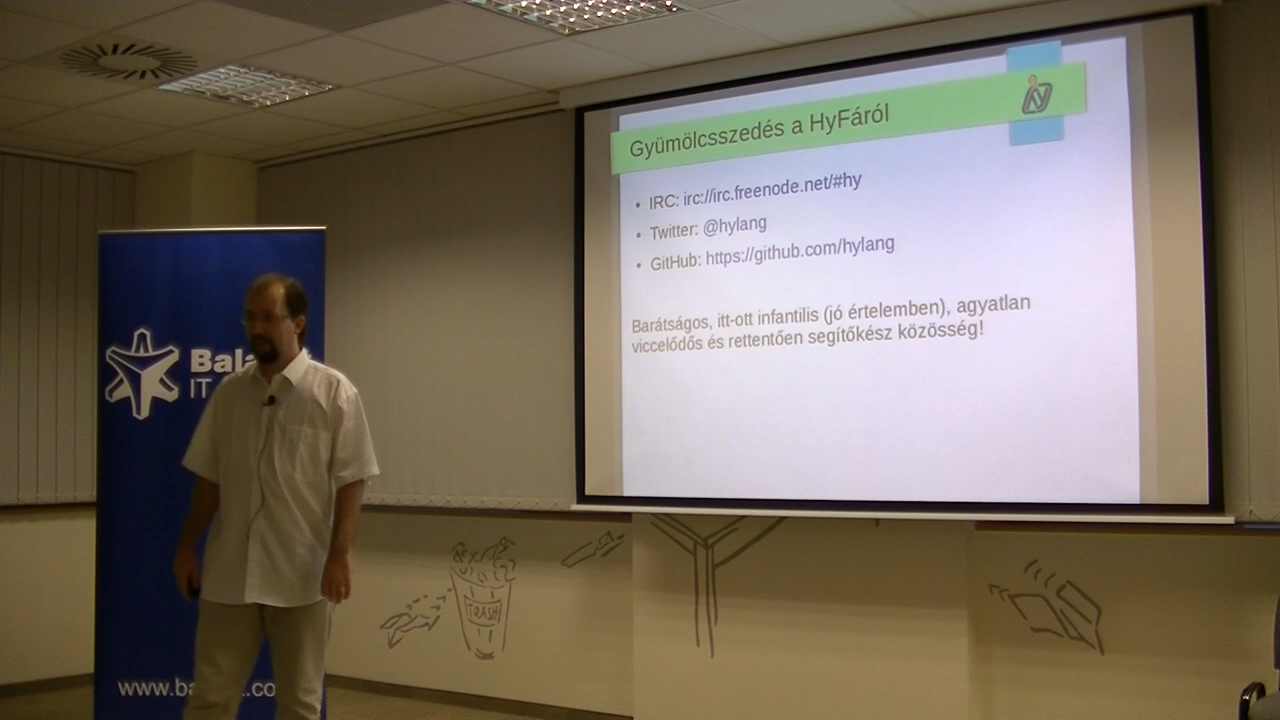 Gyümölcsszedés a HyFáról
hy
• IRC: irc://irc.freenode.net/#hy
• Twitter: @hylang
• GitHub: https://github.com/hylang
Barátságos, itt-ott infantilis (jó értelemben), agyatlan
viccelődős és rettentően segítőkész közösség!
IT
TRASH